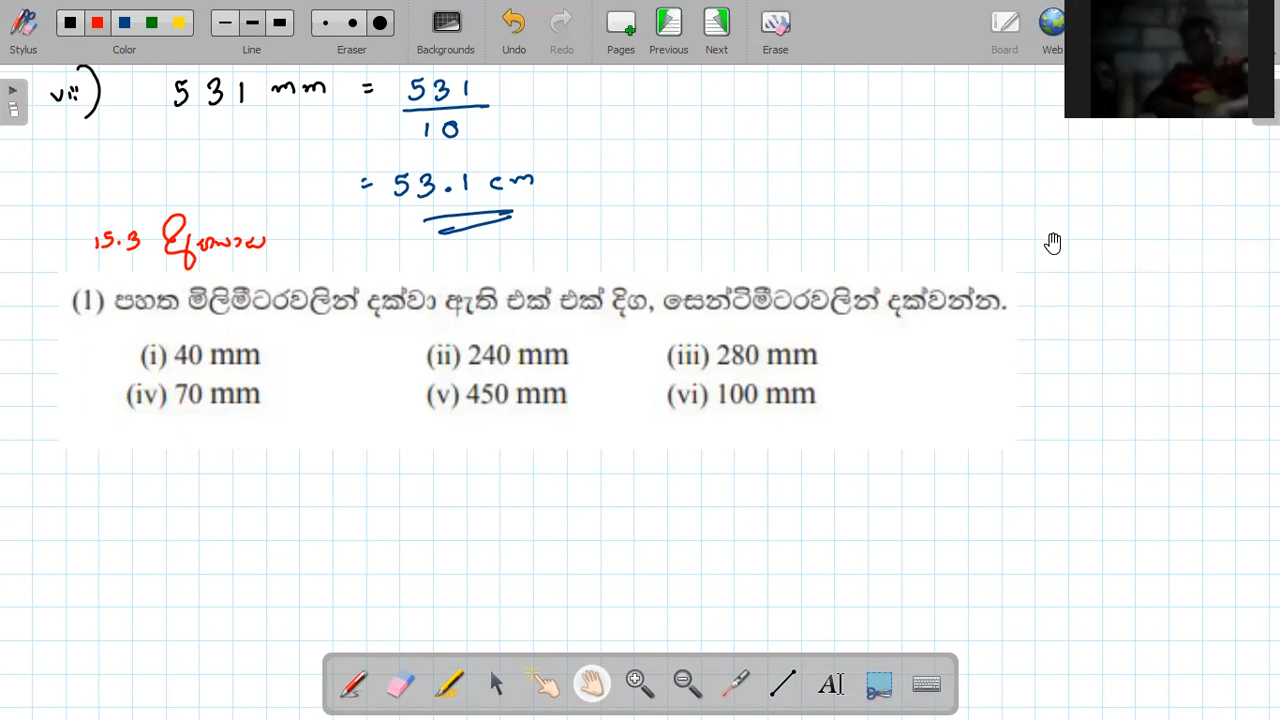 Stylus Color Line Eraser Backgrounds Undo Redo Pages Previous Next Erase Board Web
vii) 531 mm = 531
10
= 53.1 cm
15.3 අභ්‍යාසය
(1) පහත මිලිමීටරවලින් දක්වා ඇති එක් එක් දිග, සෙන්ටිමීටරවලින් දක්වන්න.
(i) 40 mm (ii) 240 mm (iii) 280 mm
(iv) 70 mm (v) 450 mm (vi) 100 mm